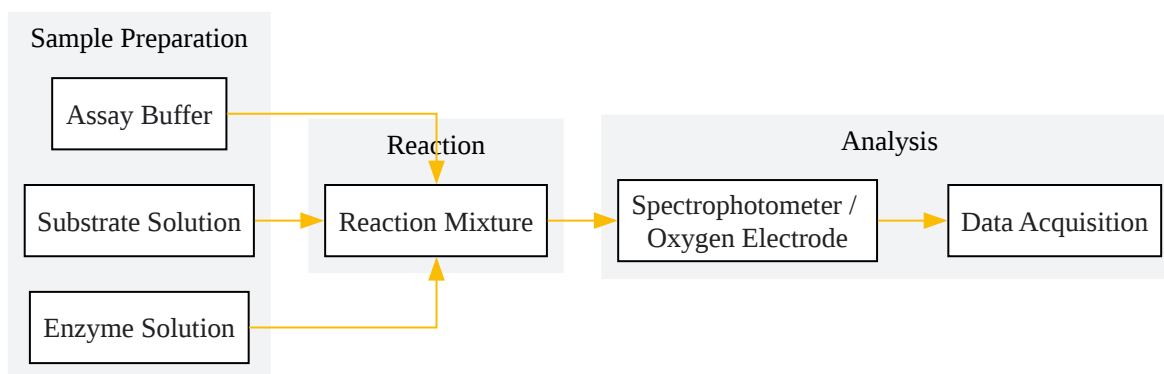 Sample Preparation
Assay Buffer
Substrate Solution
Enzyme Solution
Reaction
Reaction Mixture
Analysis
Spectrophotometer /
Oxygen Electrode
Data Acquisition